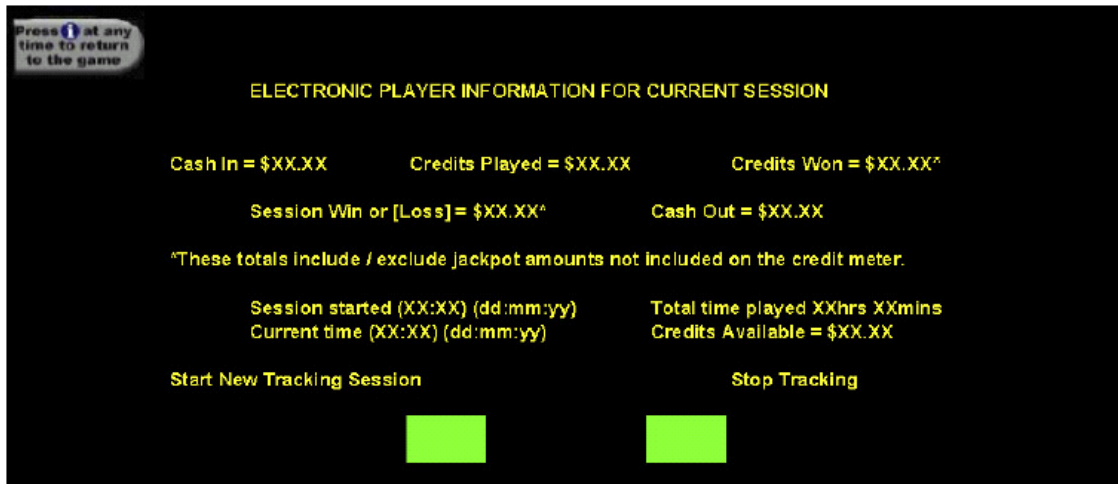 Press i at any
time to return
to the game
ELECTRONIC PLAYER INFORMATION FOR CURRENT SESSION
Cash In = $XX.XX Credits Played = $XX.XX Credits Won = $XX.XX^
Session Win or [Loss] = $XX.XX^ Cash Out = $XX.XX
^These totals include / exclude jackpot amounts not included on the credit meter.
Session started (XX:XX) (dd:mm:yy) Total time played XXhrs XXmins
Current time (XX:XX) (dd:mm:yy) Credits Available = $XX.XX
Start New Tracking Session Stop Tracking